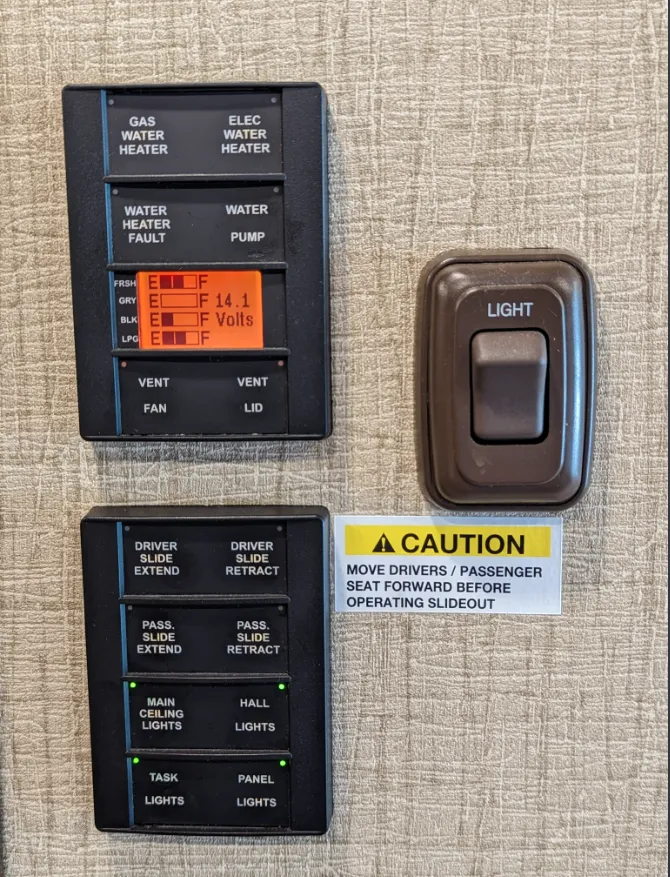 GAS
WATER
HEATER
ELEC
WATER
HEATER
WATER
HEATER
FAULT
WATER
PUMP
FRSH E F
GRY E F 14.1
BLK E F Volts
LPG E F
VENT
FAN
VENT
LID
LIGHT
DRIVER
SLIDE
EXTEND
DRIVER
SLIDE
RETRACT
PASS.
SLIDE
EXTEND
PASS.
SLIDE
RETRACT
MAIN
CEILING
LIGHTS
HALL
LIGHTS
TASK
LIGHTS
PANEL
LIGHTS
CAUTION
MOVE DRIVERS / PASSENGER
SEAT FORWARD BEFORE
OPERATING SLIDEOUT